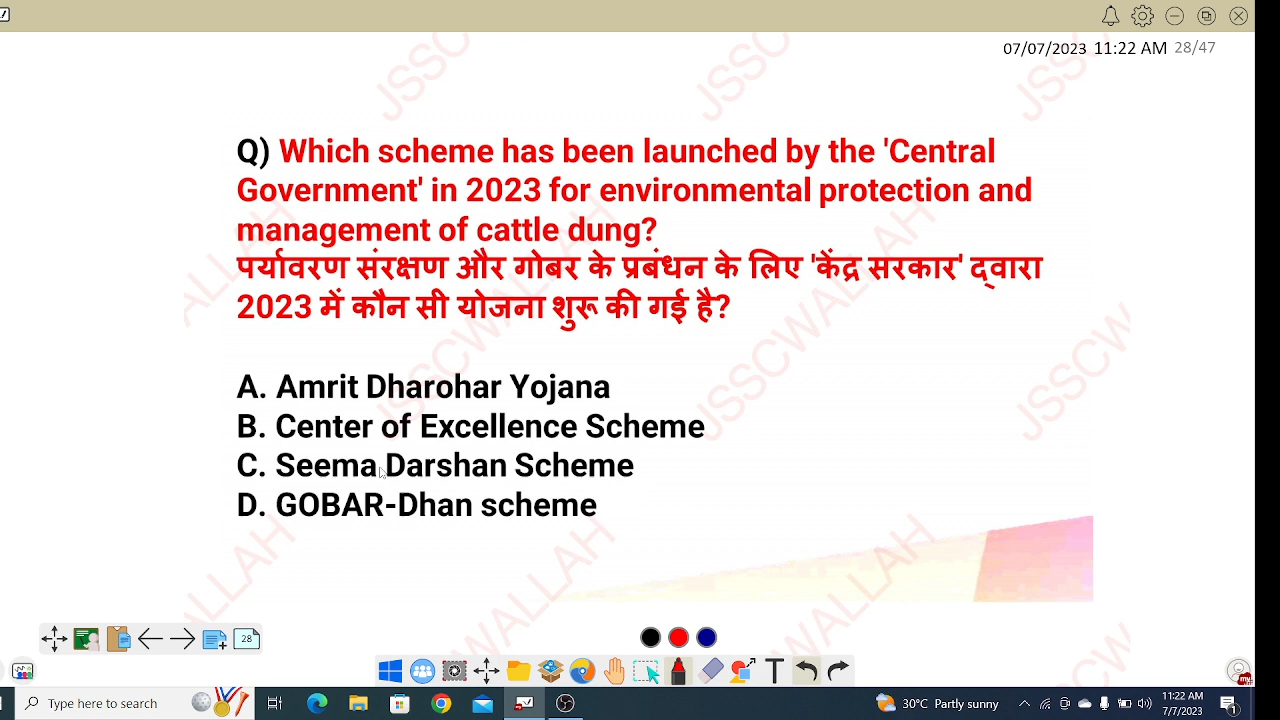 07/07/2023 11:22 AM 28/47
Q) Which scheme has been launched by the 'Central
Government' in 2023 for environmental protection and
management of cattle dung?
पर्यावरण संरक्षण और गोबर के प्रबंधन के लिए 'केंद्र सरकार' द्वारा
2023 में कौन सी योजना शुरू की गई है?
A. Amrit Dharohar Yojana
B. Center of Excellence Scheme
C. Seema Darshan Scheme
D. GOBAR-Dhan scheme
JSSCWALLAH
28
Type here to search
30°C Partly sunny
11:22 AM
7/7/2023
1